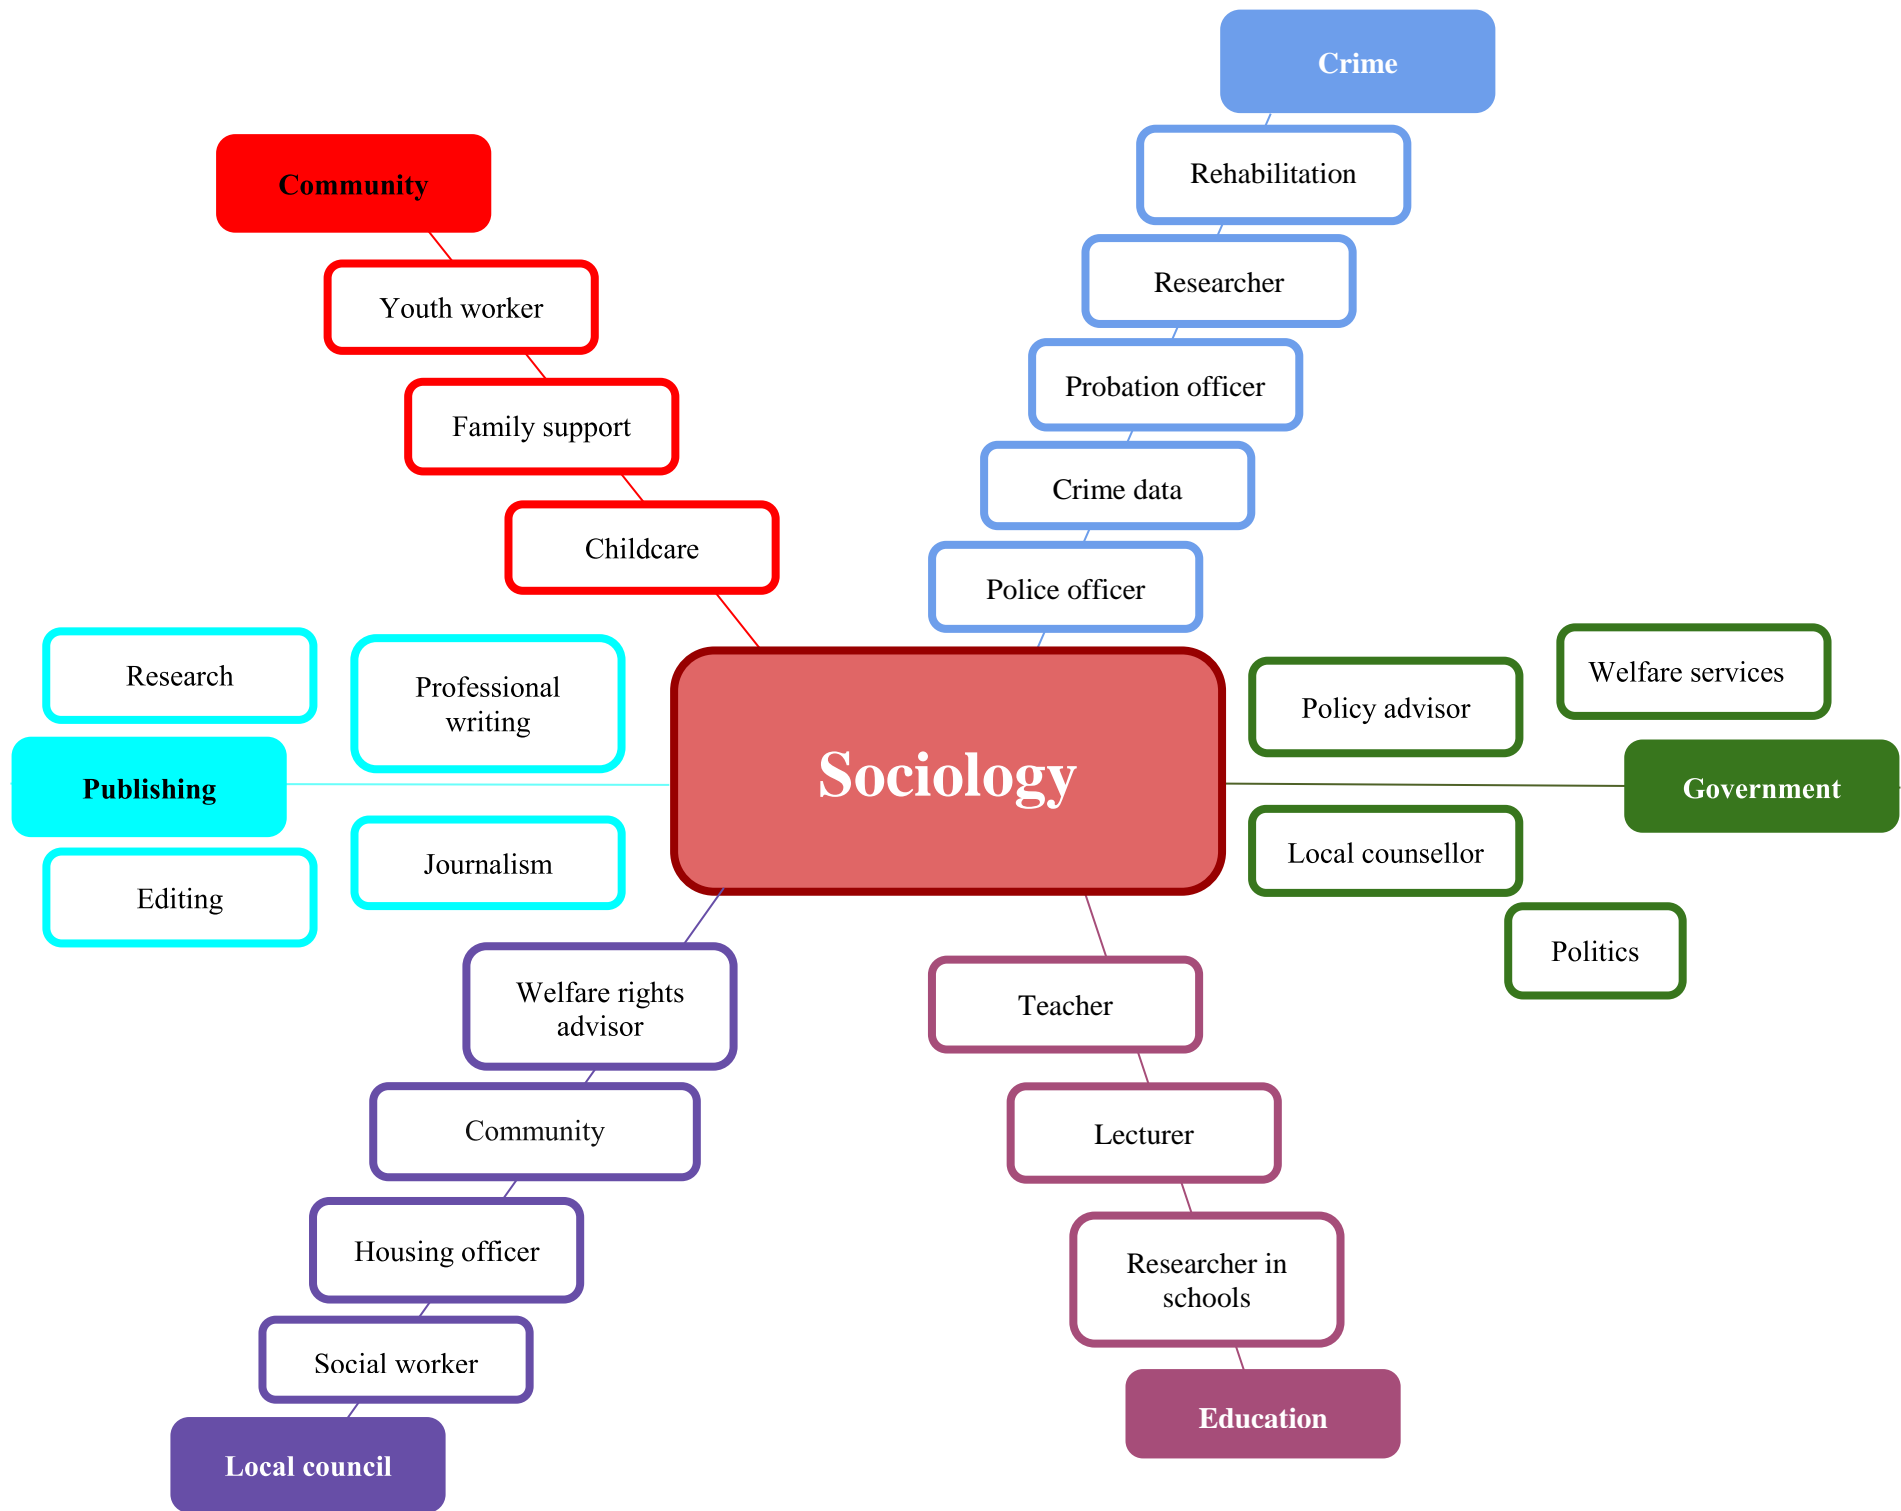 Crime
Rehabilitation
Researcher
Probation officer
Crime data
Police officer
Community
Youth worker
Family support
Childcare
Research
Professional
writing
Publishing
Editing
Journalism
Sociology
Policy advisor
Welfare services
Government
Local counsellor
Politics
Welfare rights
advisor
Community
Housing officer
Social worker
Local council
Teacher
Lecturer
Researcher in
schools
Education